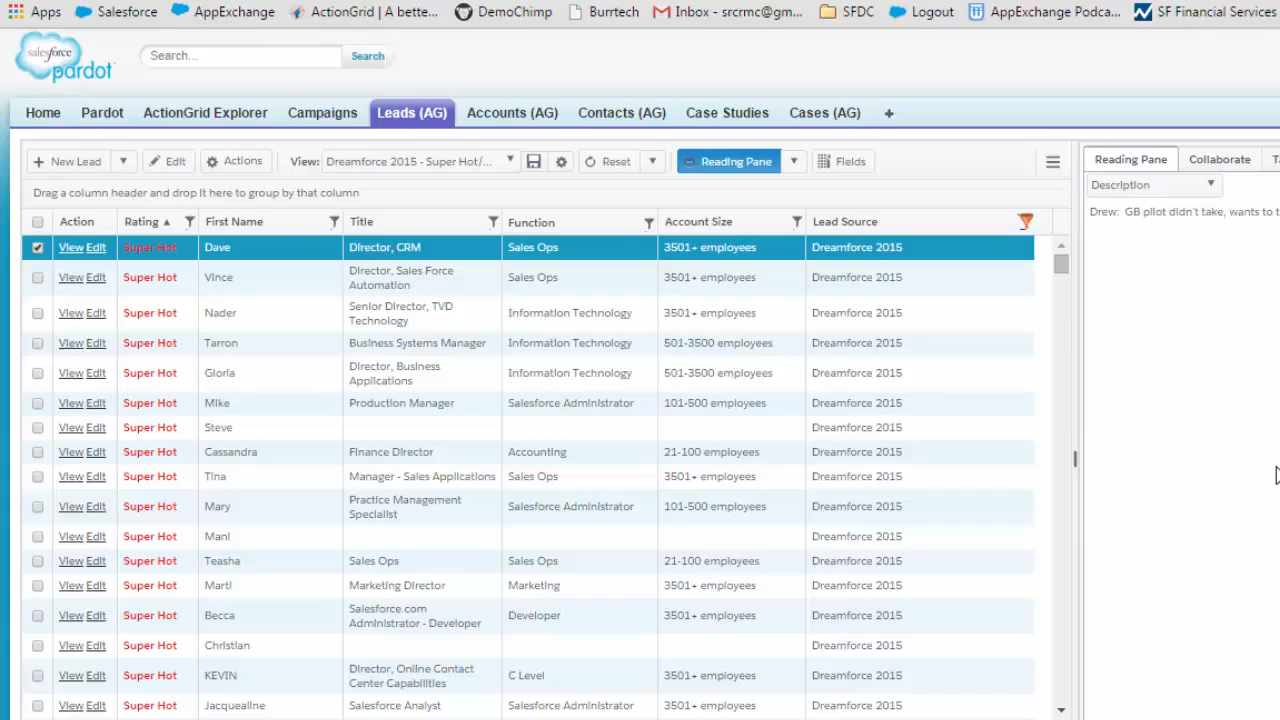 Apps Salesforce AppExchange ActionGrid | A bette... DemoChimp Burrtech Inbox - srcrmc@gm... SFDC Logout AppExchange Podca... SF Financial Services
salesforce
pardot
Search... Search
Home Pardot ActionGrid Explorer Campaigns Leads (AG) Accounts (AG) Contacts (AG) Case Studies Cases (AG) +
+ New Lead Edit Actions View: Dreamforce 2015 - Super Hot/... Reset Reading Pane Fields
Reading Pane Collaborate
Description
Drag a column header and drop it here to group by that column
Drew: GB pilot didn't take, wants to
Action Rating First Name Title Function Account Size Lead Source
View Edit Super Hot Dave Director, CRM Sales Ops 3501+ employees Dreamforce 2015
View Edit Super Hot Vince Director, Sales Force Automation Sales Ops 3501+ employees Dreamforce 2015
View Edit Super Hot Nader Senior Director, TVD Technology Information Technology 3501+ employees Dreamforce 2015
View Edit Super Hot Tarron Business Systems Manager Information Technology 501-3500 employees Dreamforce 2015
View Edit Super Hot Gloria Director, Business Applications Information Technology 501-3500 employees Dreamforce 2015
View Edit Super Hot Mike Production Manager Salesforce Administrator 101-500 employees Dreamforce 2015
View Edit Super Hot Steve Dreamforce 2015
View Edit Super Hot Cassandra Finance Director Accounting 21-100 employees Dreamforce 2015
View Edit Super Hot Tina Manager - Sales Applications Sales Ops 3501+ employees Dreamforce 2015
View Edit Super Hot Mary Practice Management Specialist Salesforce Administrator 101-500 employees Dreamforce 2015
View Edit Super Hot Mani Dreamforce 2015
View Edit Super Hot Teasha Sales Ops Sales Ops 21-100 employees Dreamforce 2015
View Edit Super Hot Marti Marketing Director Marketing 3501+ employees Dreamforce 2015
View Edit Super Hot Becca Salesforce.com Administrator - Developer Developer 3501+ employees Dreamforce 2015
View Edit Super Hot Christian Dreamforce 2015
View Edit Super Hot KEVIN Director, Online Contact Center Capabilities C Level 3501+ employees Dreamforce 2015
View Edit Super Hot Jacqueline Salesforce Analyst Salesforce Administrator 3501+ employees Dreamforce 2015